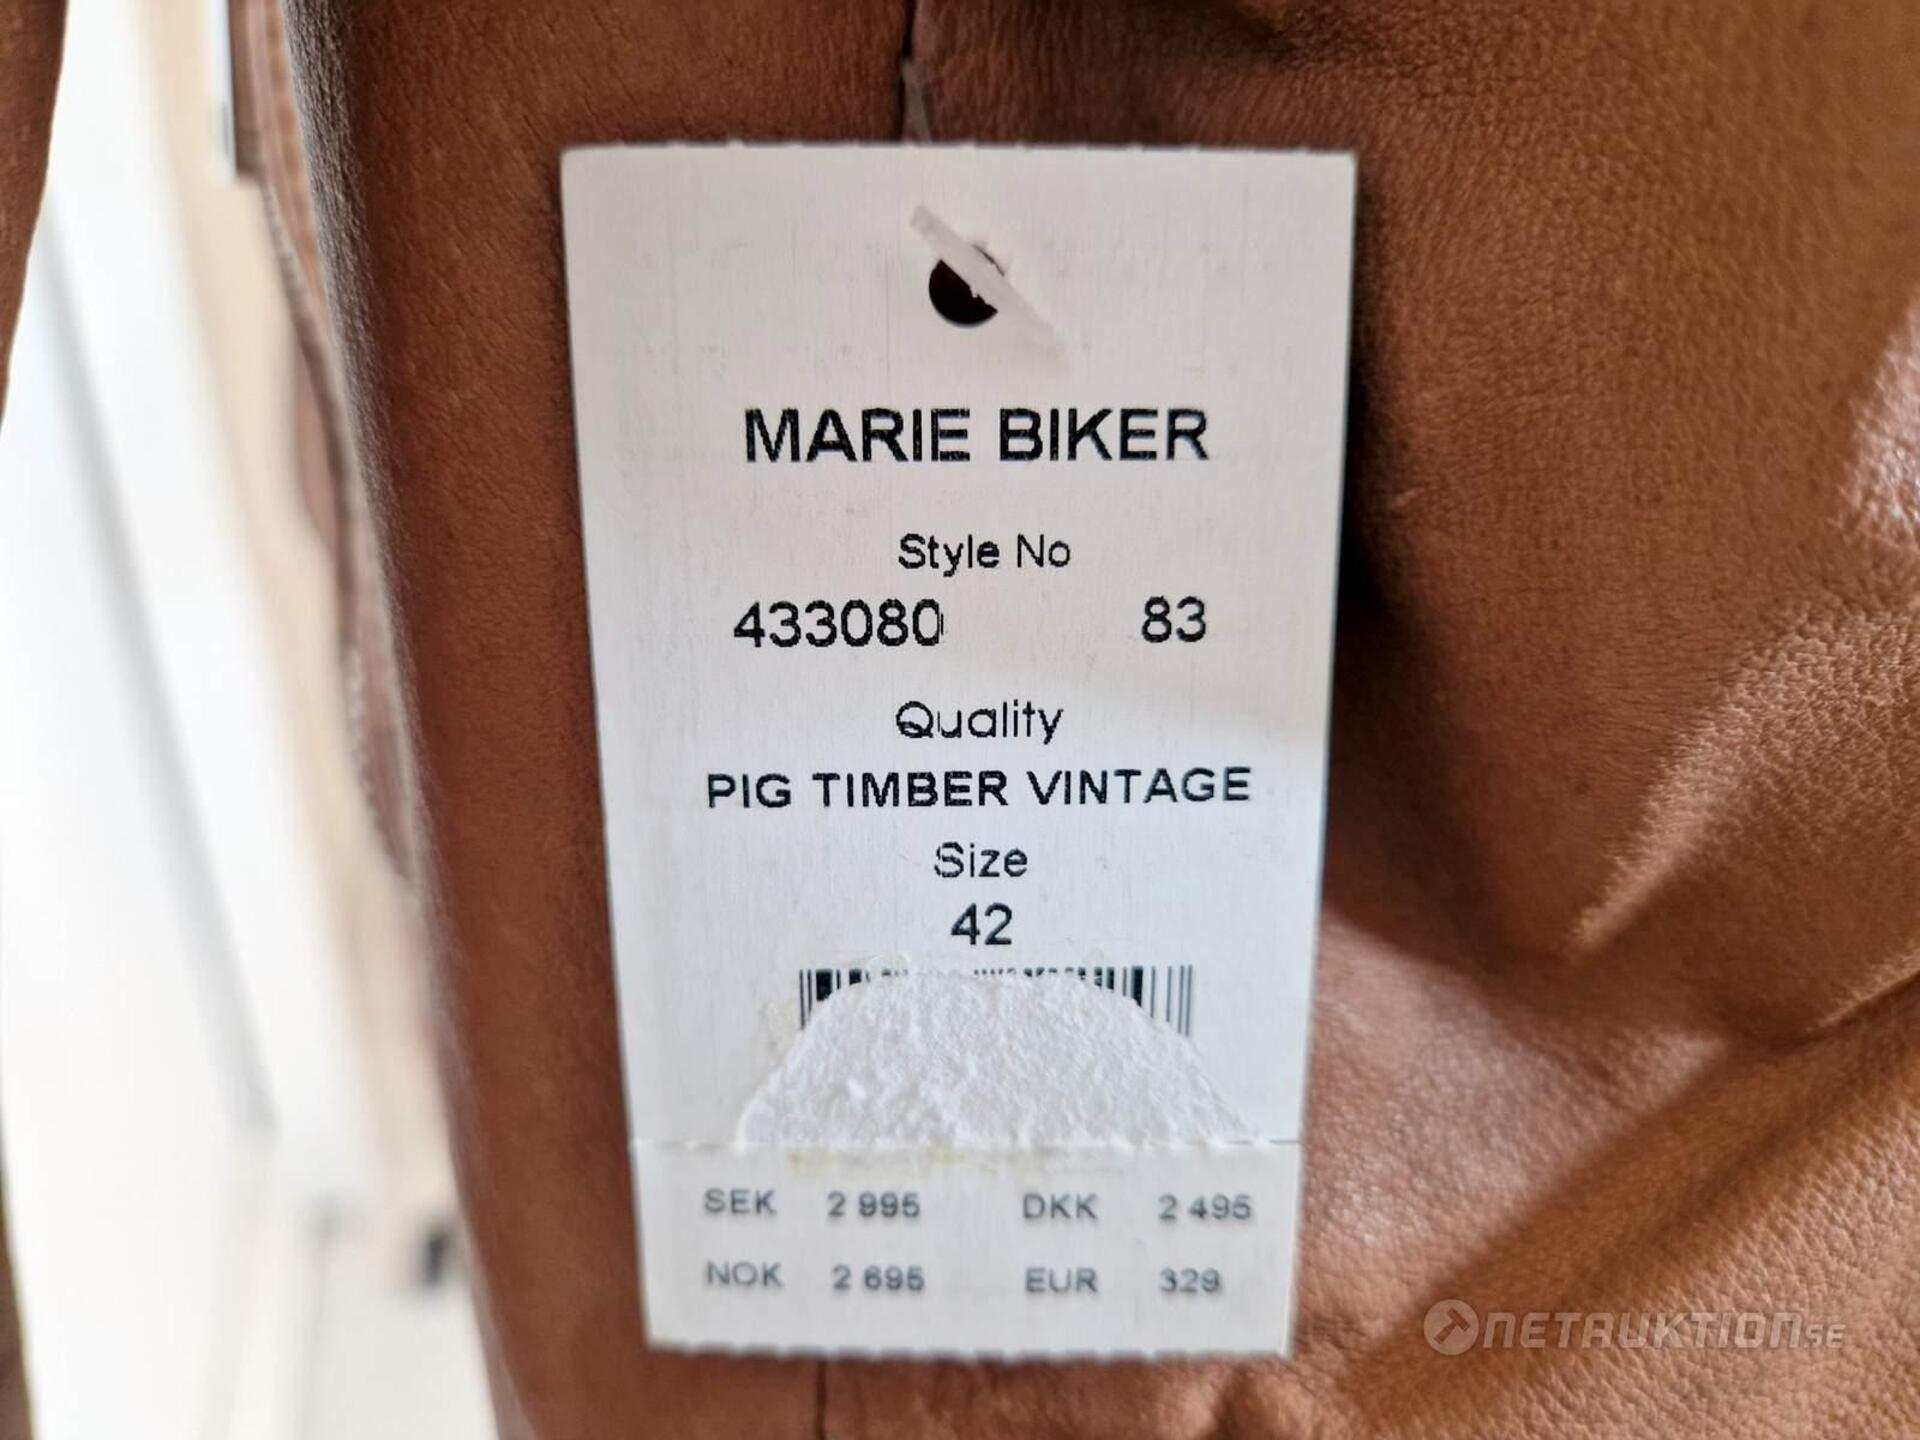 MARIE BIKER
Style No
433080 83
Quality
PIG TIMBER VINTAGE
Size
42
SEK 2 995 DKK 2 495
NOK 2 695 EUR 329
NETAUKTION.SE